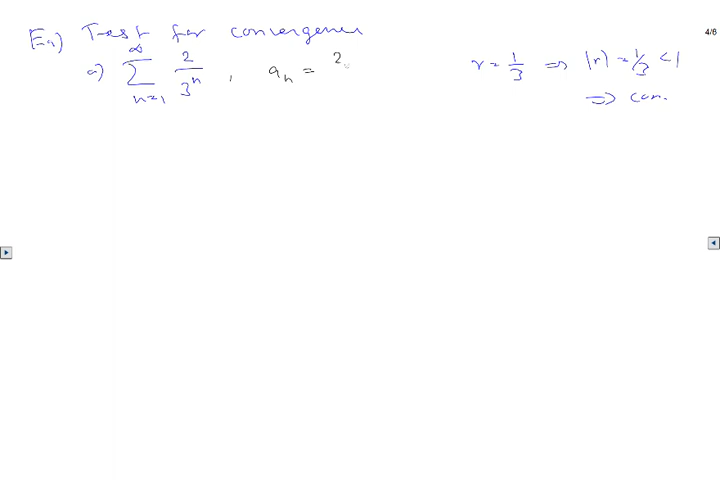 Ex) Test for convergence
a) ∑_{n=1}^{∞} 2/3^n , a_n = 2
r = 1/3 ⇒ |r| = 1/3 < 1
⇒ con.
4/6